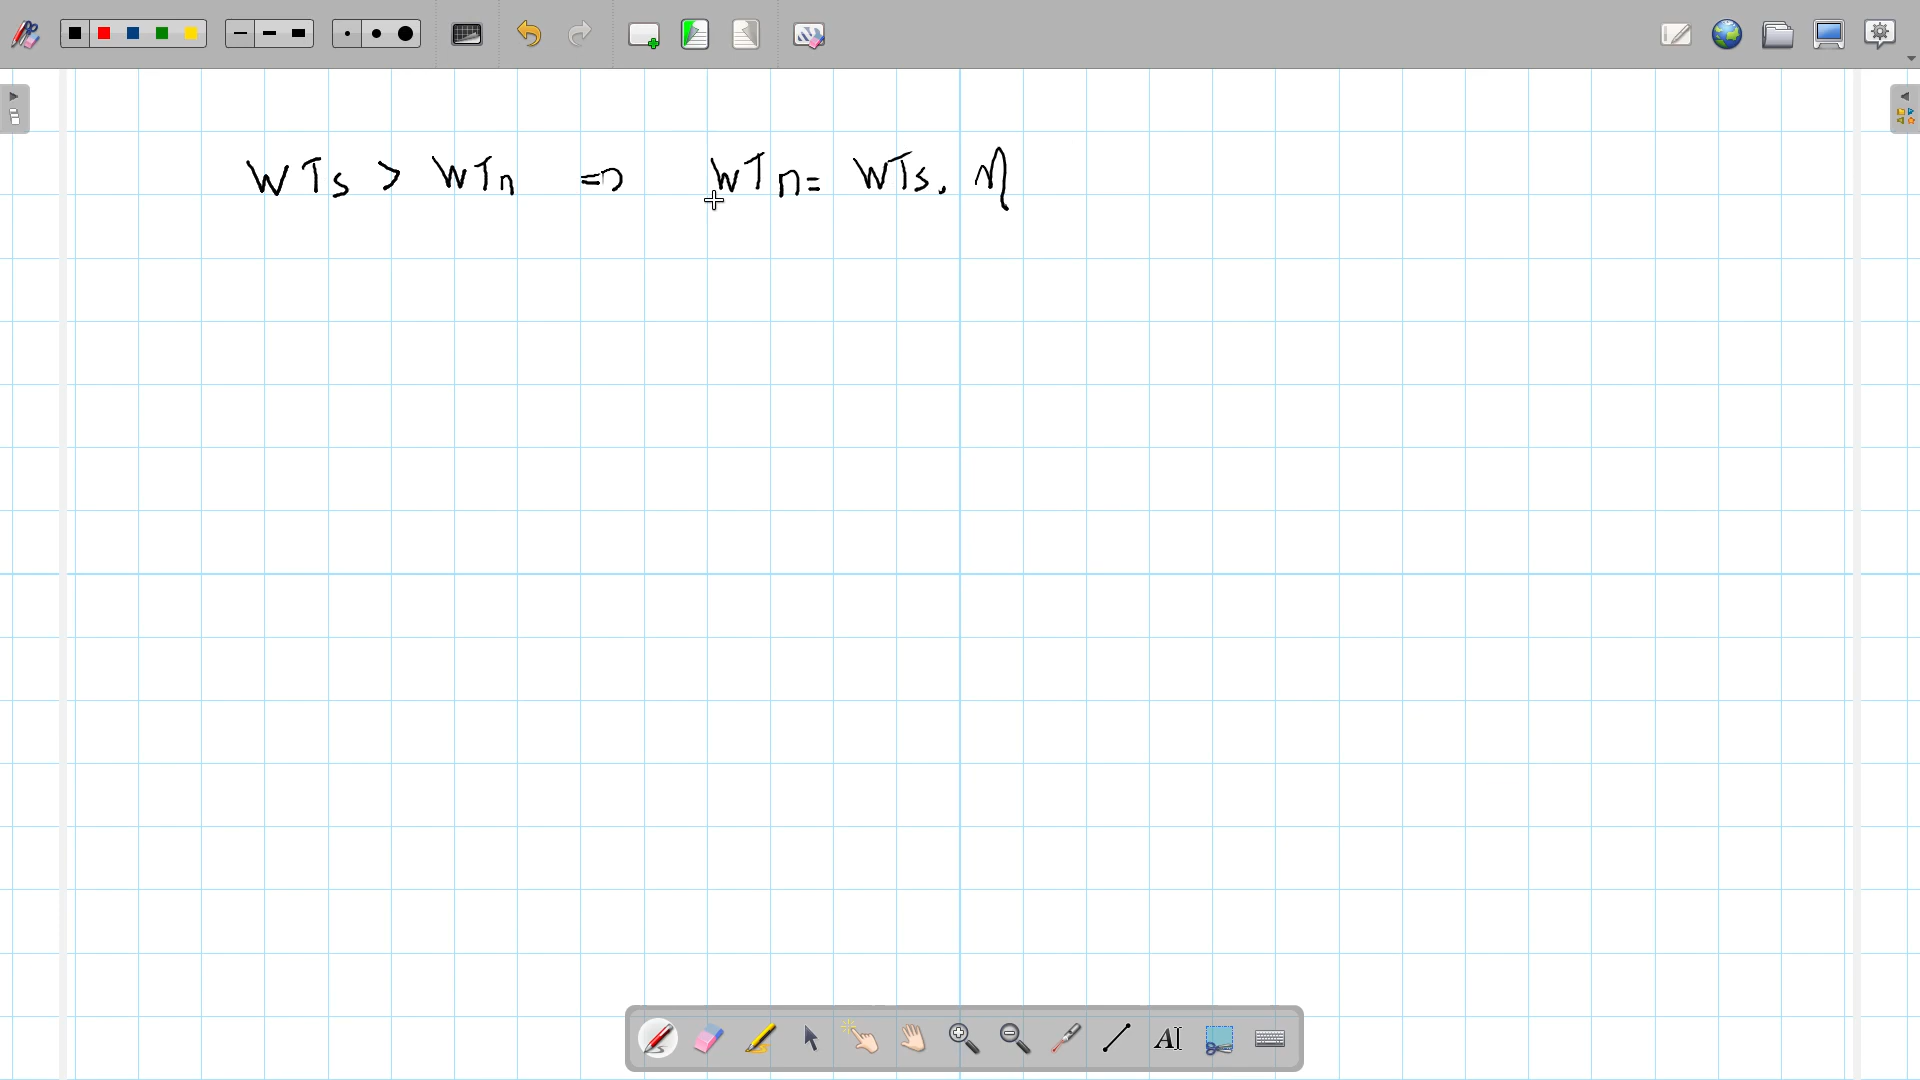 WTs > WTn => WTn = WTs . η